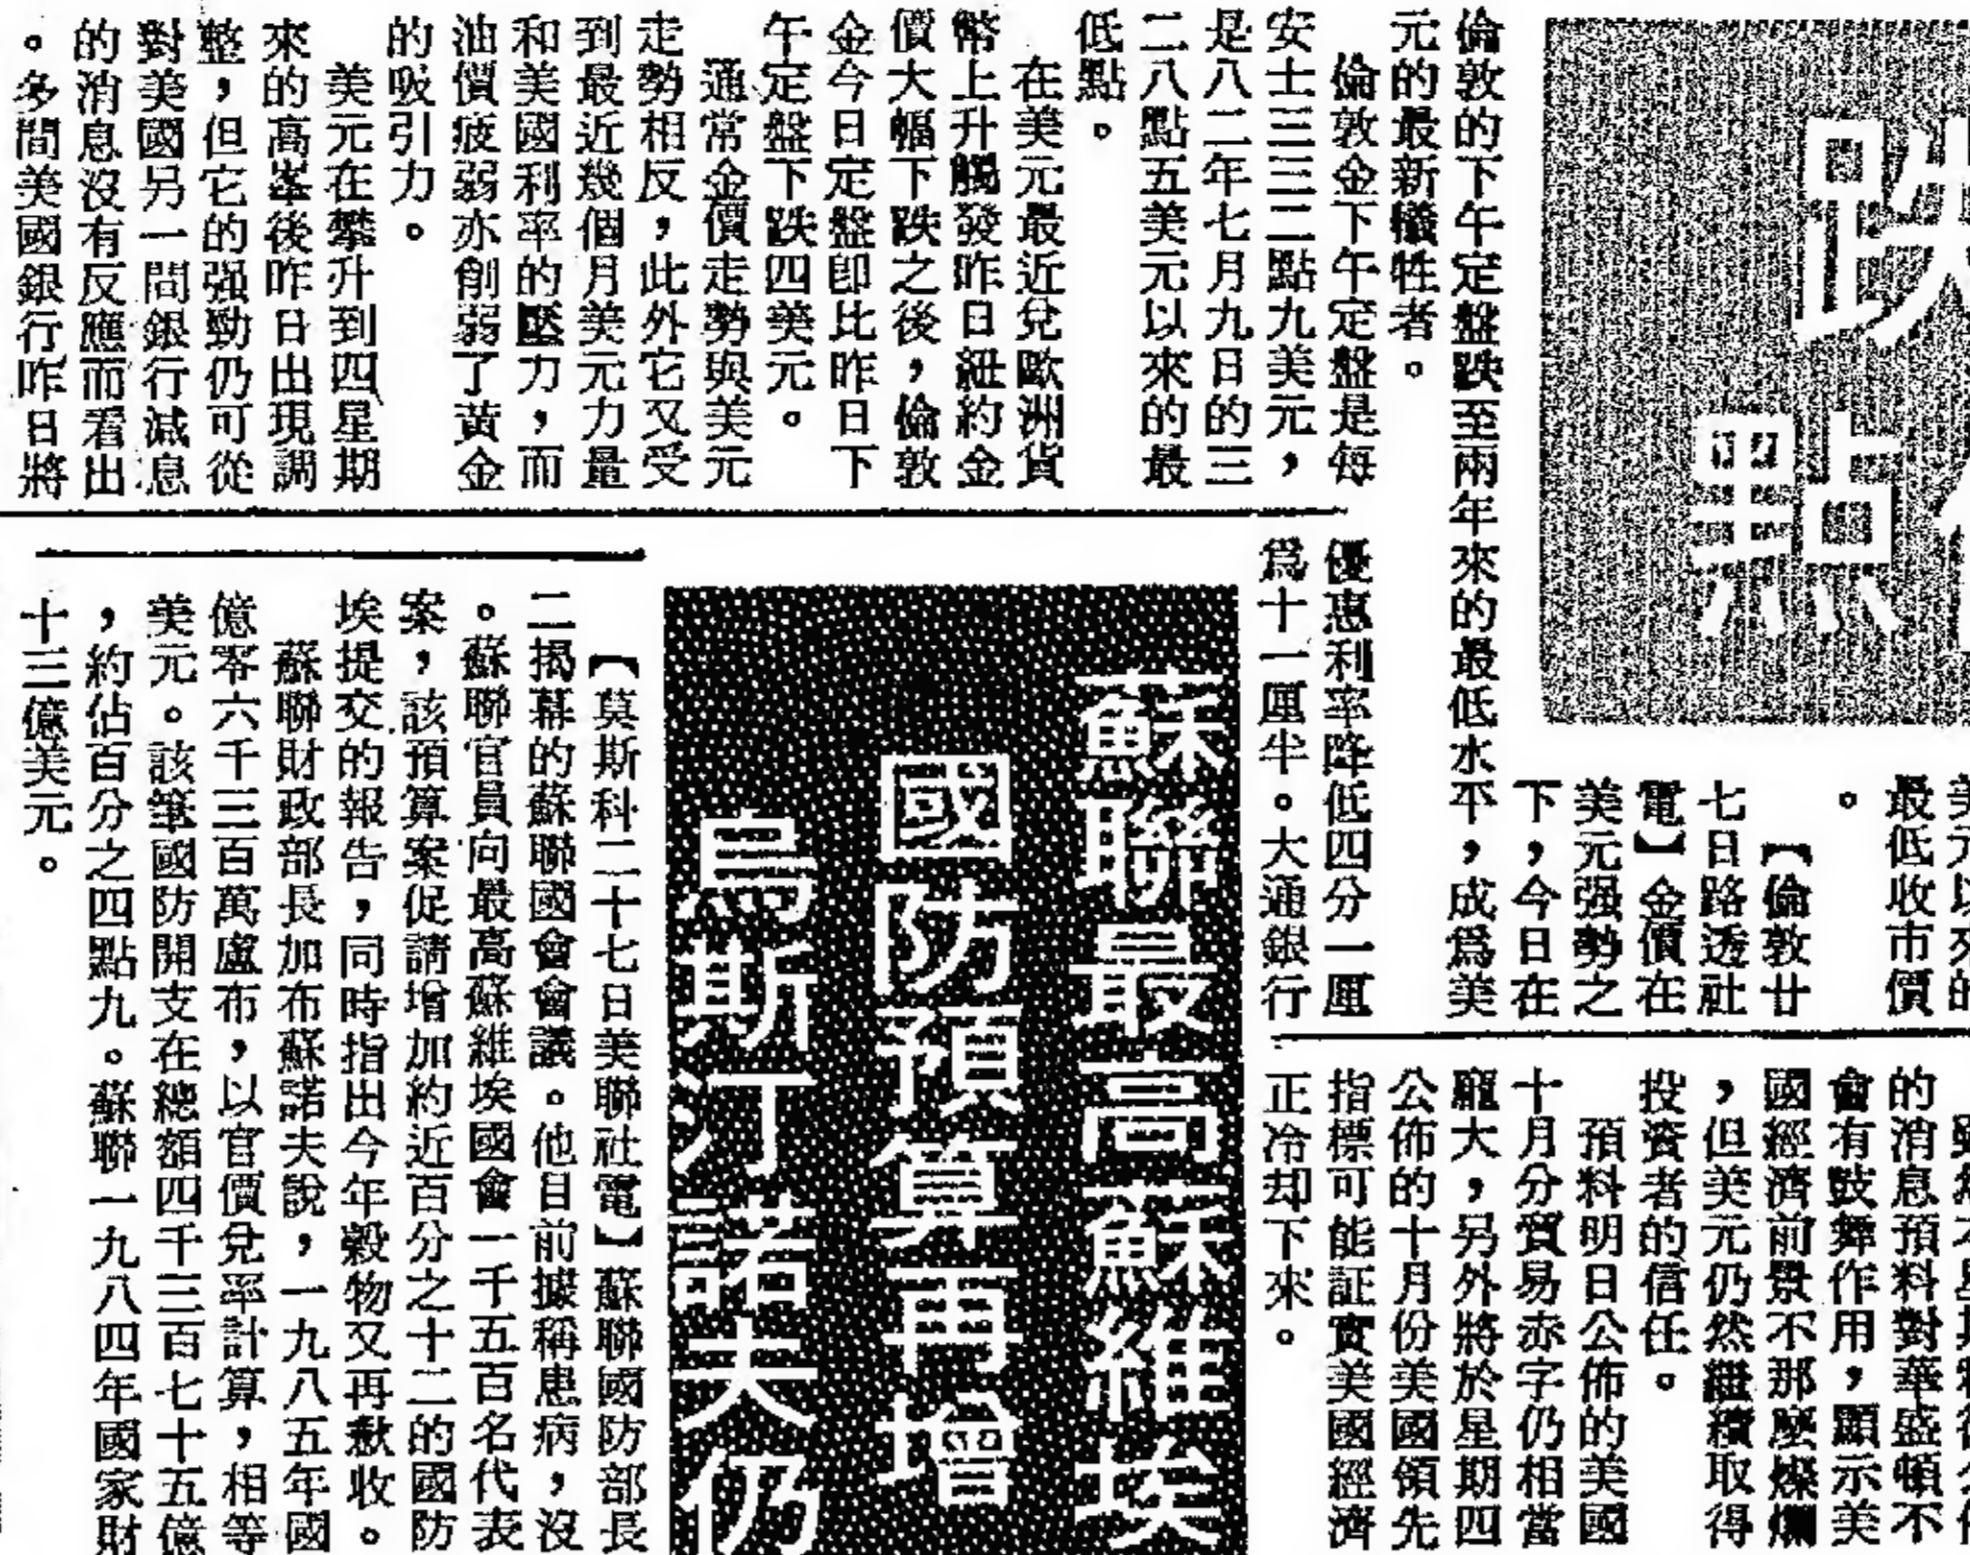 跌
點
美元以來的
最低收市價
。
【倫敦廿
七日路透社
電】金價在
美元强勢之
下，今日在
倫敦的下午定盤跌至兩年來的最低水平，成爲美
元的最新犧牲者。
倫敦金下午定盤是每
安士三三二點九美元，
是八二年七月九日的三
二八點五美元以來的最
低點。
在美元最近兌歐洲貨
幣上升觸發昨日紐約金
價大幅下跌之後，倫敦
金今日定盤卽比昨日下
午定盤下跌四美元。
通常金價走勢與美元
走勢相反，此外它又受
到最近幾個月美元力量
和美國利率的壓力，而
油價疲弱亦削弱了黃金
的吸引力。
美元在攀升到四星期
來的高峯後昨日出現調
整，但它的强勁仍可從
對美國另一間銀行減息
的消息沒有反應而看出
。多間美國銀行昨日將
優惠利率降低四分一厘
爲十一厘半。大通銀行
的消息預料對華盛頓不
會有鼓舞作用，顯示美
國經濟前景不那麼燦爛
，但美元仍然繼續取得
投資者的信任。
預料明日公佈的美國
十月分貿易赤字仍相當
龐大，另外將於星期四
公佈的十月份美國領先
指標可能証實美國經濟
正冷却下來。
蘇聯最高蘇維埃
國防預算再增
烏斯汀諾夫仍
【莫斯科二十七日美聯社電】蘇聯國防部長
二揭幕的蘇聯國會會議。他目前據稱患病，沒
。蘇聯官員向最高蘇維埃國會一千五百名代表
案，該預算案促請增加約近百分之十二的國防
埃提交的報告，同時指出今年穀物又再歉收。
蘇聯財政部長加布蘇諾夫說，一九八五年國
億零六千三百萬盧布，以官價兌率計算，相等
美元。該筆國防開支在總額四千三百七十五億
，約佔百分之四點九。蘇聯一九八四年國家財
十三億美元。